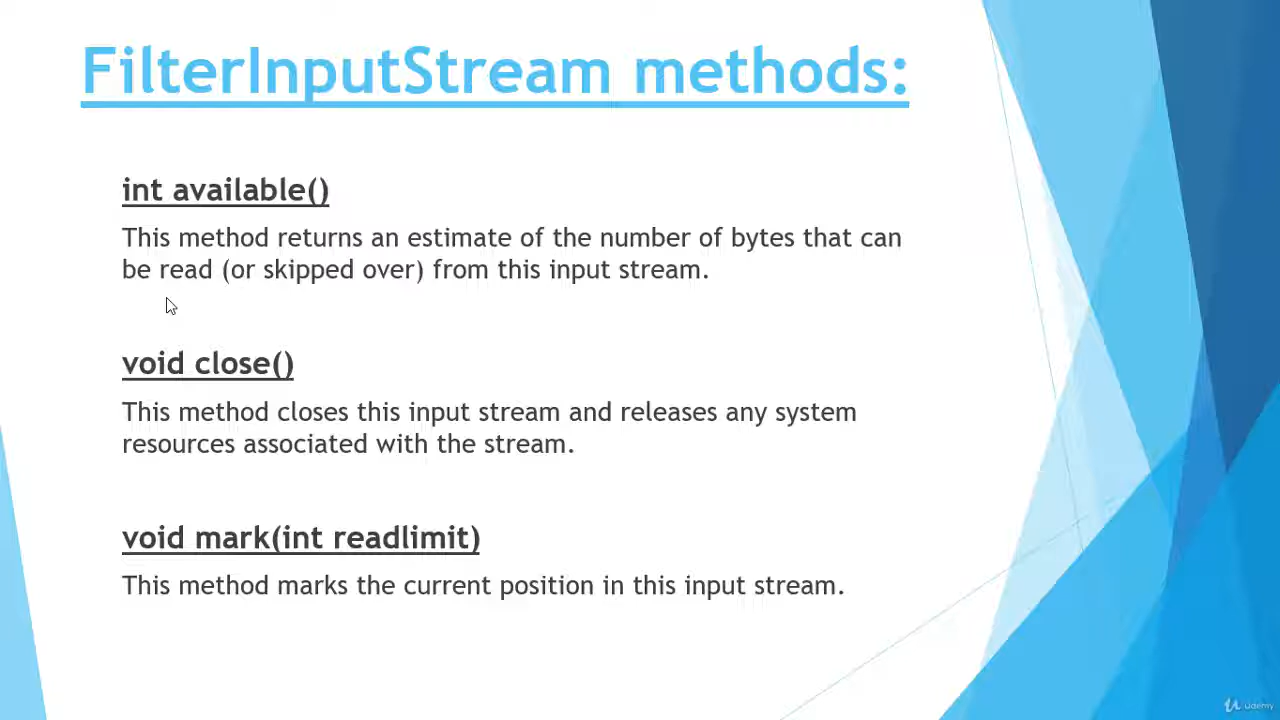 FilterInputStream methods:
int available()
This method returns an estimate of the number of bytes that can
be read (or skipped over) from this input stream.
void close()
This method closes this input stream and releases any system
resources associated with the stream.
void mark(int readlimit)
This method marks the current position in this input stream.
Udemy